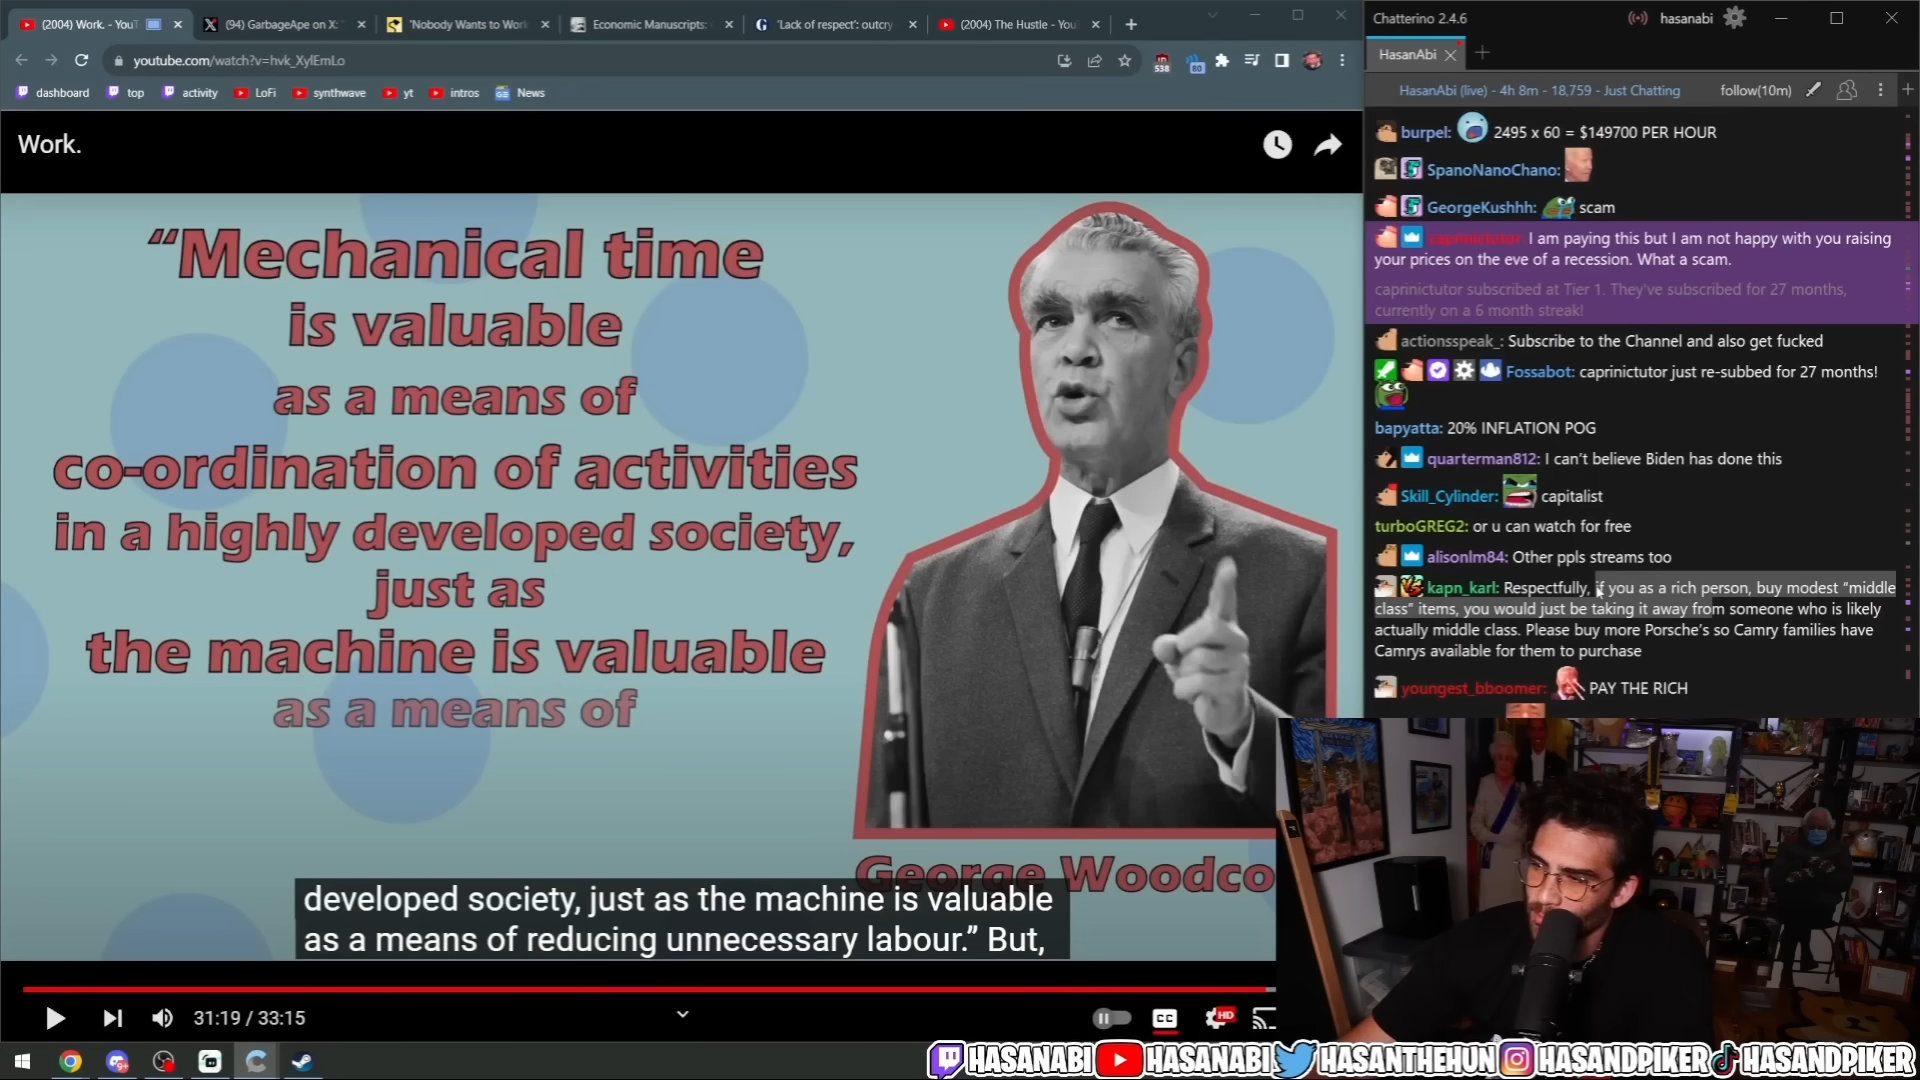 (2004) Work. - YouT
(94) GarbageApe on X: "
"Nobody Wants to Work
Economic Manuscripts:
'Lack of respect': outcry
(2004) The Hustle - You
youtube.com/watch?v=hvk_XylEmLo
538
80
dashboard
top
activity
LoFi
synthwave
yt
intros
News
Work.
“Mechanical time
is valuable
as a means of
co-ordination of activities
in a highly developed society,
just as
the machine is valuable
as a means of
George Woodco
developed society, just as the machine is valuable
as a means of reducing unnecessary labour.” But,
31:19 / 33:15
CC
HD
Chatterino 2.4.6
hasanabi
HasanAbi
HasanAbi (live) - 4h 8m - 18,759 - Just Chatting
follow(10m)
burpel: 2495 x 60 = $149700 PER HOUR
SpanoNanoChano:
GeorgeKushhh: scam
caprinictutor: I am paying this but I am not happy with you raising
your prices on the eve of a recession. What a scam.
caprinictutor subscribed at Tier 1. They've subscribed for 27 months,
currently on a 6 month streak!
actionsspeak_: Subscribe to the Channel and also get fucked
Fossabot: caprinictutor just re-subbed for 27 months!
bapyatta: 20% INFLATION POG
quarterman812: I can’t believe Biden has done this
Skill_Cylinder: capitalist
turboGREG2: or u can watch for free
alisonlm84: Other ppls streams too
kapn_karl: Respectfully, if you as a rich person, buy modest “middle
class” items, you would just be taking it away from someone who is likely
actually middle class. Please buy more Porsche’s so Camry families have
Camrys available for them to purchase
youngest_bboomer: PAY THE RICH
HASANABI
HASANABI
HASANTHEHUN
HASANDPIKER
HASANDPIKER